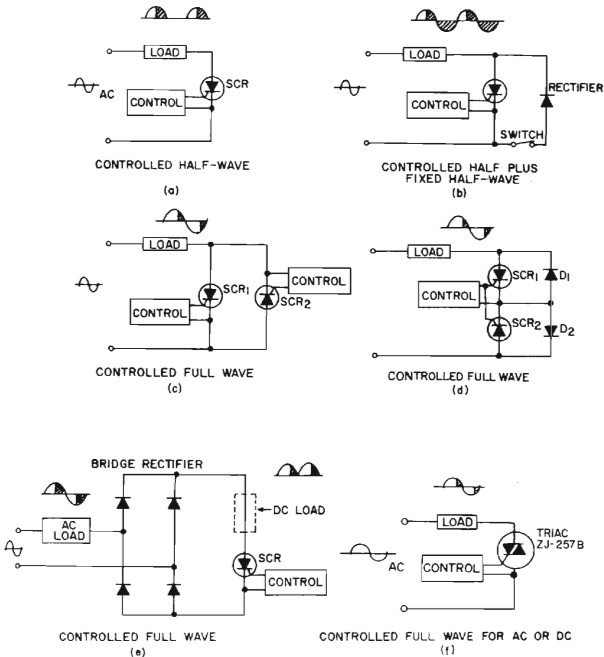 LOAD
SCR
AC
CONTROL
CONTROLLED HALF-WAVE
(a)
LOAD
RECTIFIER
CONTROL
SWITCH
CONTROLLED HALF PLUS
FIXED HALF-WAVE
(b)
LOAD
CONTROL
SCR1
SCR2
CONTROL
CONTROLLED FULL WAVE
(c)
LOAD
SCR1
D1
CONTROL
SCR2
D2
CONTROLLED FULL WAVE
(d)
BRIDGE RECTIFIER
AC
LOAD
DC LOAD
SCR
CONTROL
CONTROLLED FULL WAVE
(e)
LOAD
TRIAC
ZJ-257B
AC
CONTROL
CONTROLLED FULL WAVE FOR AC OR DC
(f)